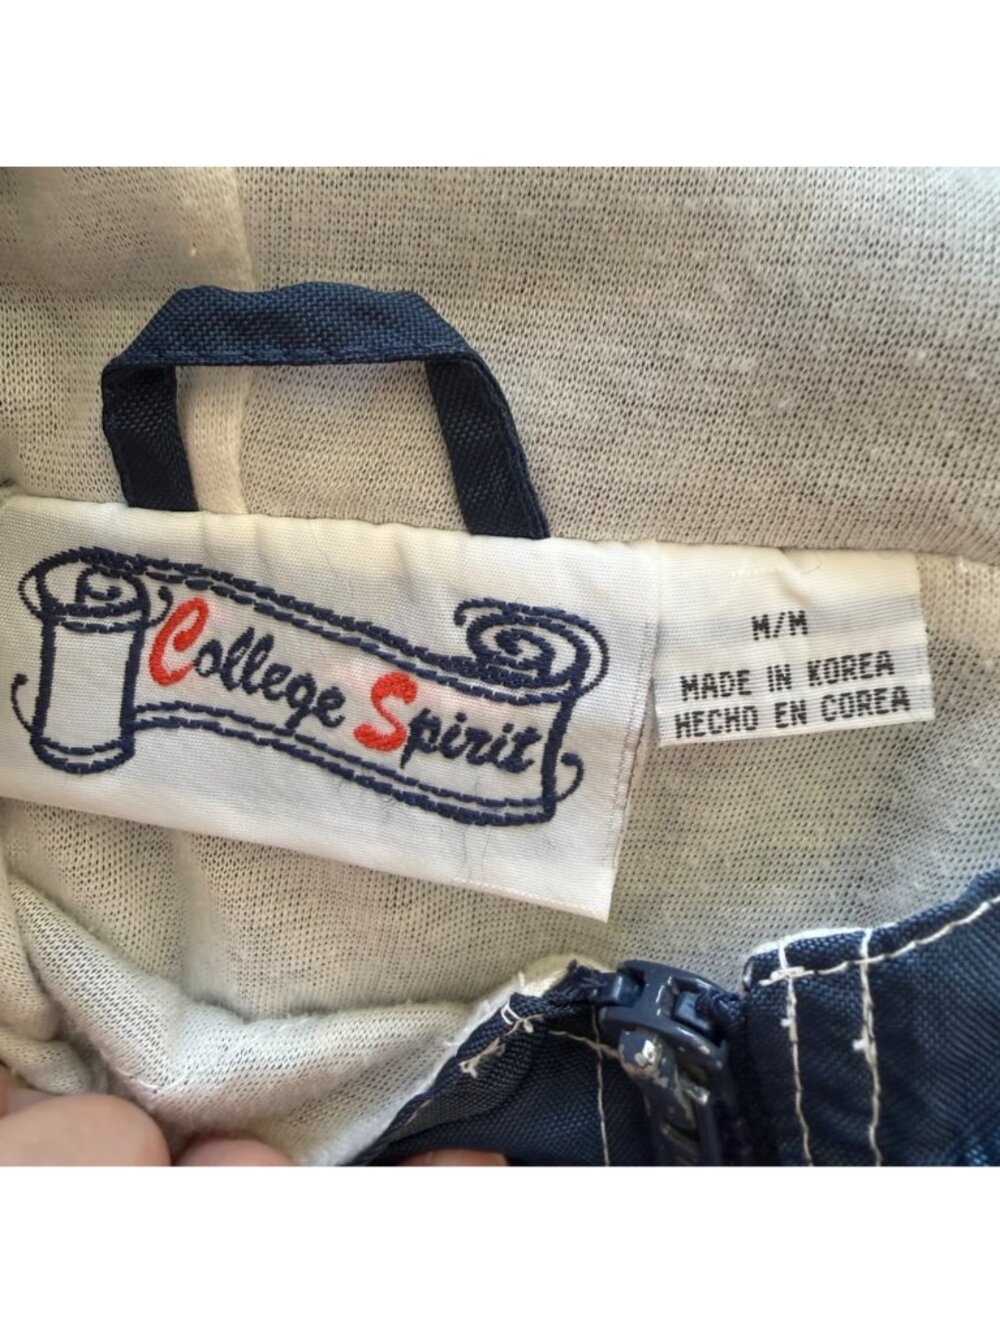 College Spirit
M/M
MADE IN KOREA
HECHO EN COREA